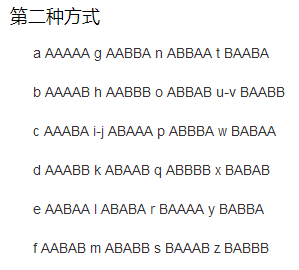 第二种方式
a AAAAA g AABBA n ABBAA t BAABA
b AAAAB h AABBB o ABBAB u-v BAABB
c AAABA i-j ABAAA p ABBBA w BABAA
d AAABB k ABAAB q ABBBB x BABAB
e AABAA l ABABA r BAAAA y BABBA
f AABAB m ABABB s BAAAB z BABBB